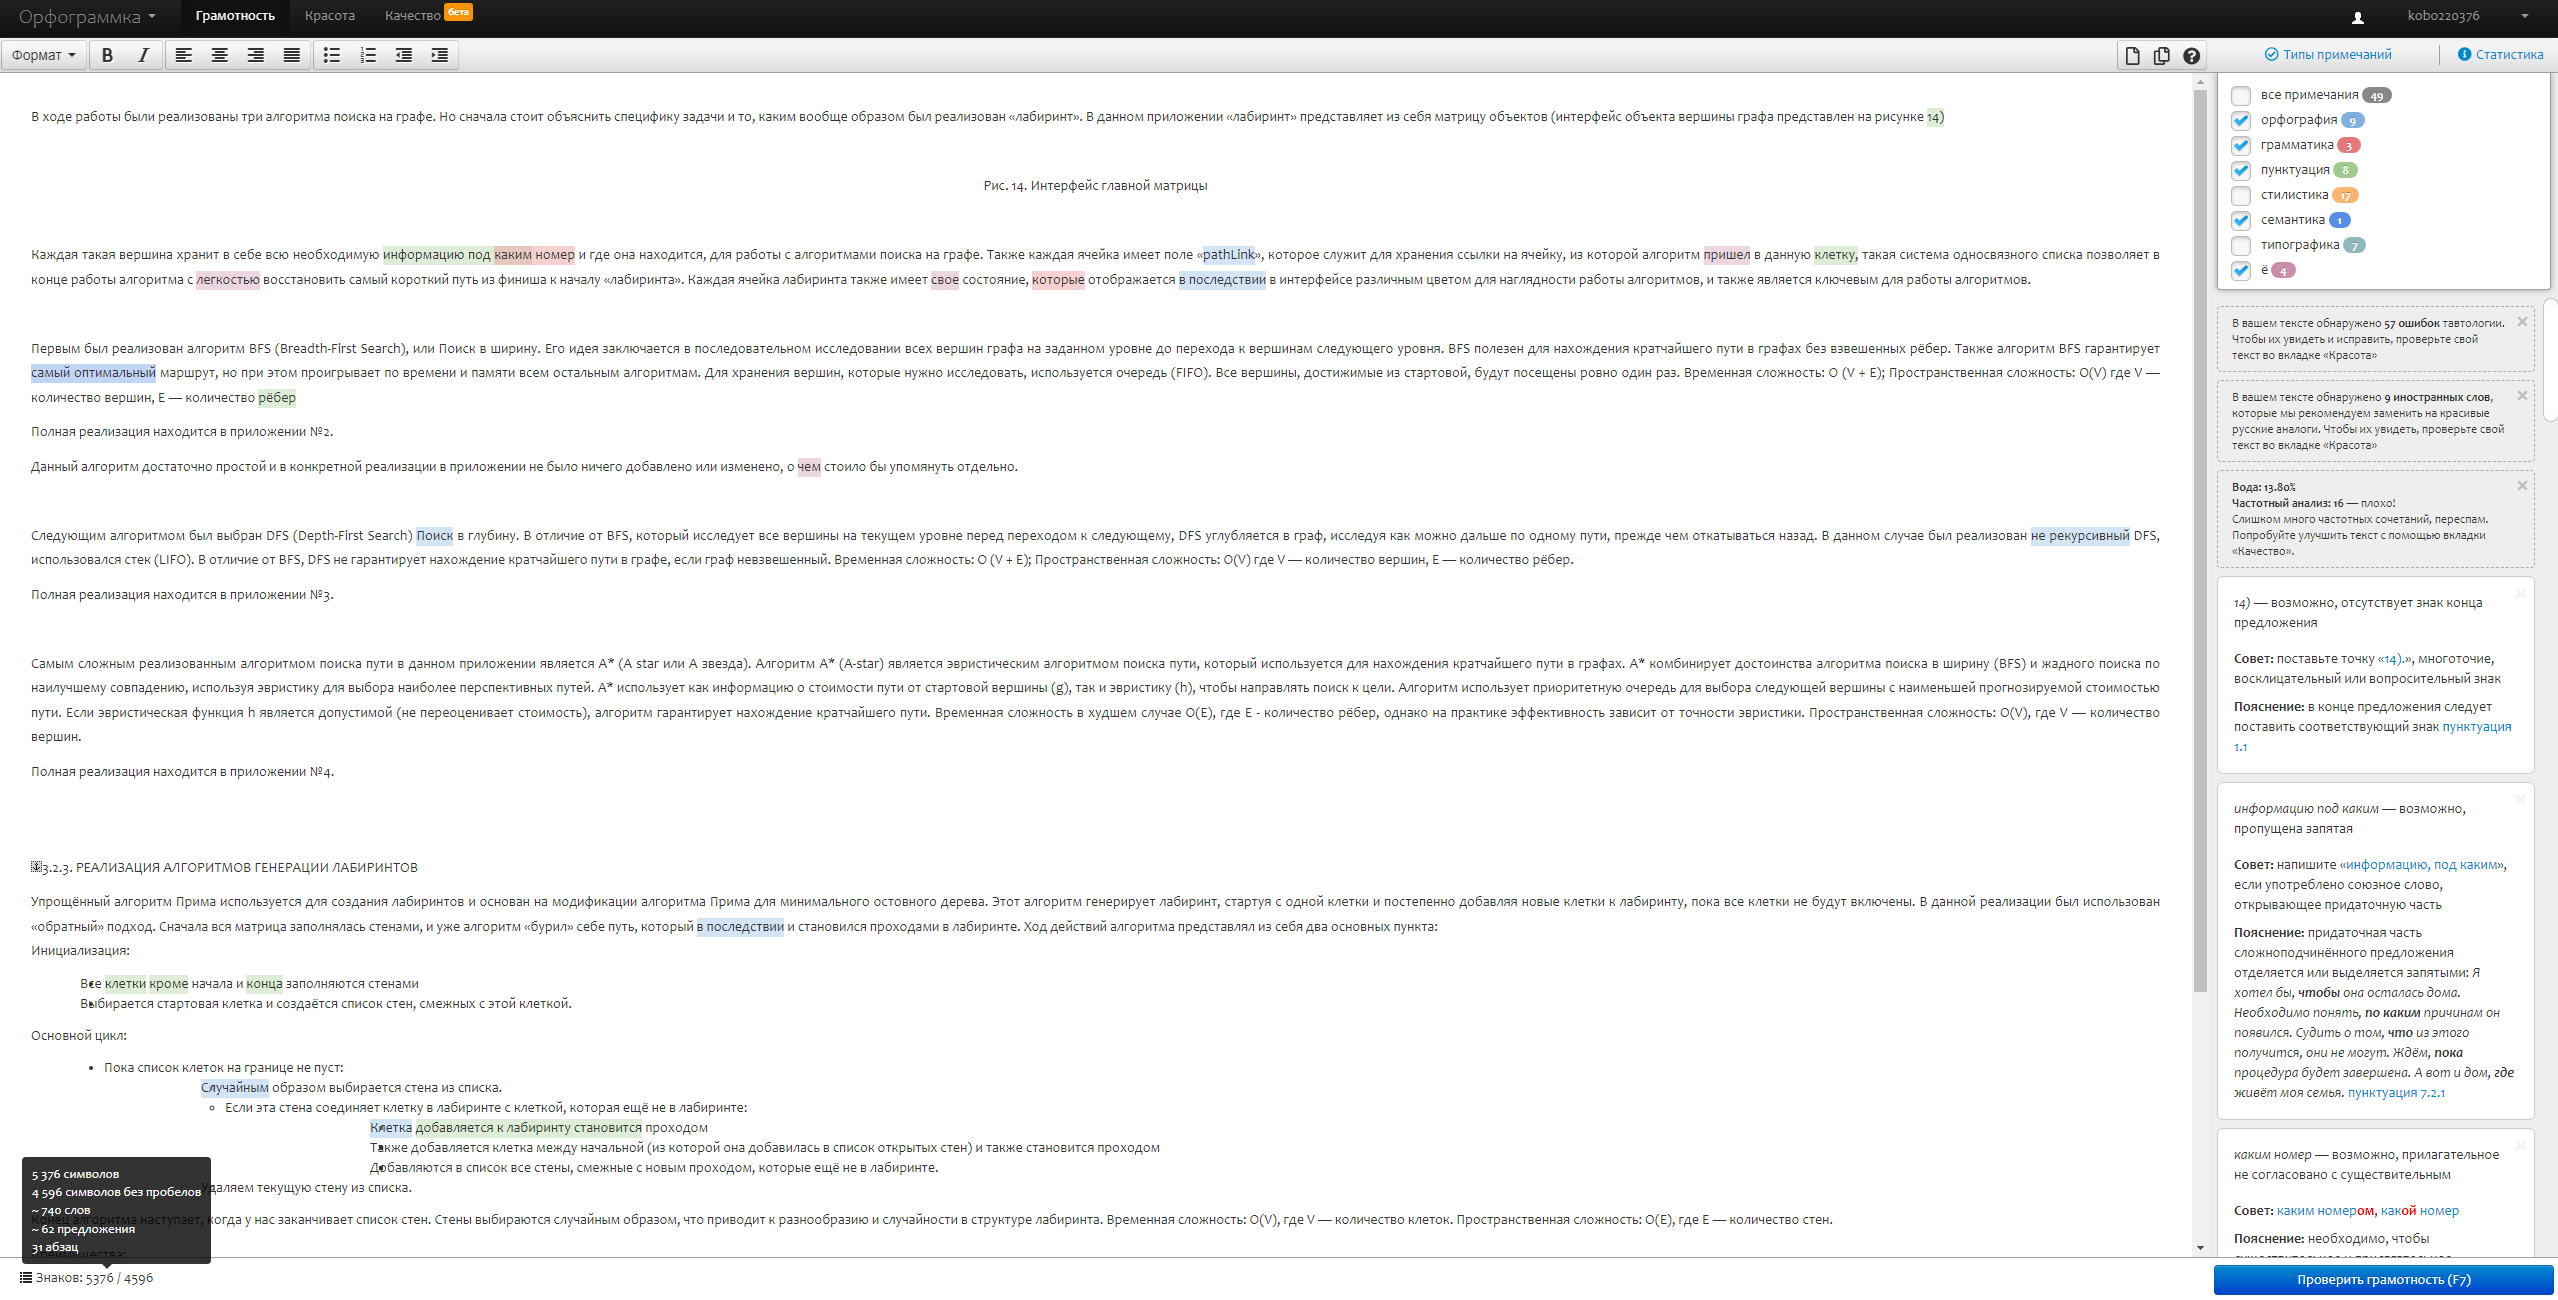 Орфограммка
Грамотность
Красота
Качество бета
kobo220376
Формат
B I
Типы примечаний
Статистика
В ходе работы были реализованы три алгоритма поиска на графе. Но сначала стоит объяснить специфику задачи и то, каким вообще образом был реализован «лабиринт». В данном приложении «лабиринт» представляет из себя матрицу объектов (интерфейс объекта вершины графа представлен на рисунке 14)
Рис. 14. Интерфейс главной матрицы
Каждая такая вершина хранит в себе всю необходимую информацию под каким номер и где она находится, для работы с алгоритмами поиска на графе. Также каждая ячейка имеет поле «pathLink», которое служит для хранения ссылки на ячейку, из которой алгоритм пришел в данную клетку, такая система односвязного списка позволяет в
конце работы алгоритма с легкостью восстановить самый короткий путь из финиша к началу «лабиринта». Каждая ячейка лабиринта также имеет свое состояние, которые отображается в последствии в интерфейсе различным цветом для наглядности работы алгоритмов, и также является ключевым для работы алгоритмов.
Первым был реализован алгоритм BFS (Breadth-First Search), или Поиск в ширину. Его идея заключается в последовательном исследовании всех вершин графа на заданном уровне до перехода к вершинам следующего уровня. BFS полезен для нахождения кратчайшего пути в графах без взвешенных рёбер. Также алгоритм BFS гарантирует
самый оптимальный маршрут, но при этом проигрывает по времени и памяти всем остальным алгоритмам. Для хранения вершин, которые нужно исследовать, используется очередь (FIFO). Все вершины, достижимые из стартовой, будут посещены ровно один раз. Временная сложность: O (V + E); Пространственная сложность: O(V) где V —
количество вершин, E — количество рёбер
Полная реализация находится в приложении №2.
Данный алгоритм достаточно простой и в конкретной реализации в приложении не было ничего добавлено или изменено, о чем стоило бы упомянуть отдельно.
Следующим алгоритмом был выбран DFS (Depth-First Search) Поиск в глубину. В отличие от BFS, который исследует все вершины на текущем уровне перед переходом к следующему, DFS углубляется в граф, исследуя как можно дальше по одному пути, прежде чем откатываться назад. В данном случае был реализован не рекурсивный DFS,
использовался стек (LIFO). В отличие от BFS, DFS не гарантирует нахождение кратчайшего пути в графе, если граф невзвешенный. Временная сложность: O (V + E); Пространственная сложность: O(V) где V — количество вершин, E — количество рёбер.
Полная реализация находится в приложении №3.
Самым сложным реализованным алгоритмом поиска пути в данном приложении является A* (A star или А звезда). Алгоритм A* (A-star) является эвристическим алгоритмом поиска пути, который используется для нахождения кратчайшего пути в графах. A* комбинирует достоинства алгоритма поиска в ширину (BFS) и жадного поиска по
наилучшему совпадению, используя эвристику для выбора наиболее перспективных путей. A* использует как информацию о стоимости пути от стартовой вершины (g), так и эвристику (h), чтобы направлять поиск к цели. Алгоритм использует приоритетную очередь для выбора следующей вершины с наименьшей прогнозируемой стоимостью
пути. Если эвристическая функция h является допустимой (не переоценивает стоимость), алгоритм гарантирует нахождение кратчайшего пути. Временная сложность в худшем случае O(E), где E - количество рёбер, однако на практике эффективность зависит от точности эвристики. Пространственная сложность: O(V), где V — количество
вершин.
Полная реализация находится в приложении №4.
3.2.3. РЕАЛИЗАЦИЯ АЛГОРИТМОВ ГЕНЕРАЦИИ ЛАБИРИНТОВ
Упрощённый алгоритм Прима используется для создания лабиринтов и основан на модификации алгоритма Прима для минимального остовного дерева. Этот алгоритм генерирует лабиринт, стартуя с одной клетки и постепенно добавляя новые клетки к лабиринту, пока все клетки не будут включены. В данной реализации был использован
«обратный» подход. Сначала вся матрица заполнялась стенами, и уже алгоритм «бурил» себе путь, который в последствии и становился проходами в лабиринте. Ход действий алгоритма представлял из себя два основных пункта:
Инициализация:
Все клетки кроме начала и конца заполняются стенами
Выбирается стартовая клетка и создаётся список стен, смежных с этой клеткой.
Основной цикл:
• Пока список клеток на границе не пуст:
Случайным образом выбирается стена из списка.
Если эта стена соединяет клетку в лабиринте с клеткой, которая ещё не в лабиринте:
Клетка добавляется к лабиринту становится проходом
Также добавляется клетка между начальной (из которой она добавилась в список открытых стен) и также становится проходом
Добавляются в список все стены, смежные с новым проходом, которые ещё не в лабиринте.
Удаляем текущую стену из списка.
Конец алгоритма наступает, когда у нас заканчивает список стен. Стены выбираются случайным образом, что приводит к разнообразию и случайности в структуре лабиринта. Временная сложность: O(V), где V — количество клеток. Пространственная сложность: O(E), где E — количество стен.
5 376 символов
4 596 символов без пробелов
~ 740 слов
~ 62 предложения
31 абзац
Знаков: 5376 / 4596
все примечания 49
орфография 9
грамматика 3
пунктуация 8
стилистика 17
семантика 1
типографика 7
ё 4
В вашем тексте обнаружено 57 ошибок тавтологии.
Чтобы их увидеть и исправить, проверьте свой
текст во вкладке «Красота»
В вашем тексте обнаружено 9 иностранных слов,
которые мы рекомендуем заменить на красивые
русские аналоги. Чтобы их увидеть, проверьте свой
текст во вкладке «Красота»
Вода: 13.80%
Частотный анализ: 16 — плохо!
Слишком много частотных сочетаний, переспам.
Попробуйте улучшить текст с помощью вкладки
«Качество».
14) — возможно, отсутствует знак конца
предложения
Совет: поставьте точку «14).», многоточие,
восклицательный или вопросительный знак
Пояснение: в конце предложения следует
поставить соответствующий знак пунктуация
1.1
информацию под каким — возможно,
пропущена запятая
Совет: напишите «информацию, под каким»,
если употреблено союзное слово,
открывающее придаточную часть
Пояснение: придаточная часть
сложноподчинённого предложения
отделяется или выделяется запятыми: Я
хотел бы, чтобы она осталась дома.
Необходимо понять, по каким причинам он
появился. Судить о том, что из этого
получится, они не могут. Ждём, пока
процедура будет завершена. А вот и дом, где
живёт моя семья. пунктуация 7.2.1
каким номер — возможно, прилагательное
не согласовано с существительным
Совет: каким номером, какой номер
Пояснение: необходимо, чтобы
Проверить грамотность (F7)